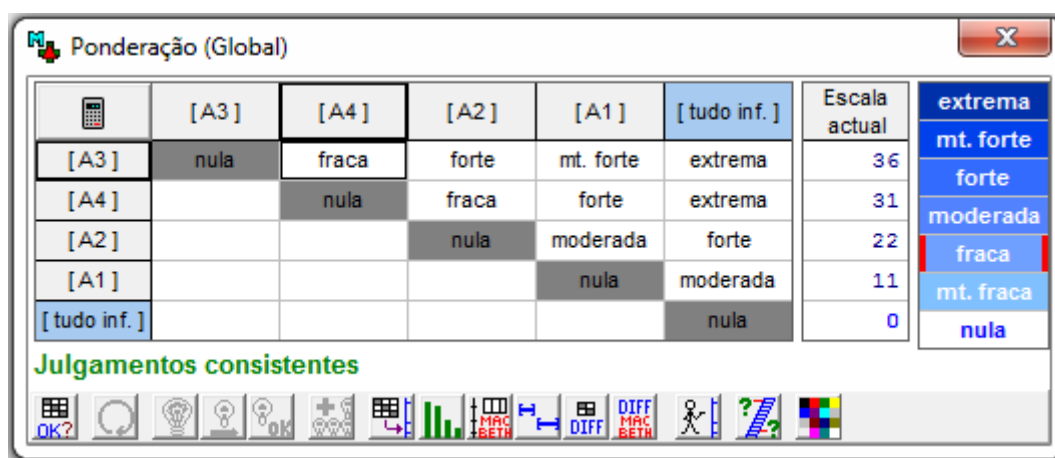 Ponderação (Global)
[ A3 ] [ A4 ] [ A2 ] [ A1 ] [ tudo inf. ] Escala actual
[ A3 ] nula fraca forte mt. forte extrema 36
[ A4 ] nula fraca forte extrema 31
[ A2 ] nula moderada forte 22
[ A1 ] nula moderada 11
[ tudo inf. ] nula 0
extrema
mt. forte
forte
moderada
fraca
mt. fraca
nula
Julgamentos consistentes
OK? OK MAC BETH DIFF DIFF MAC BETH ? ?